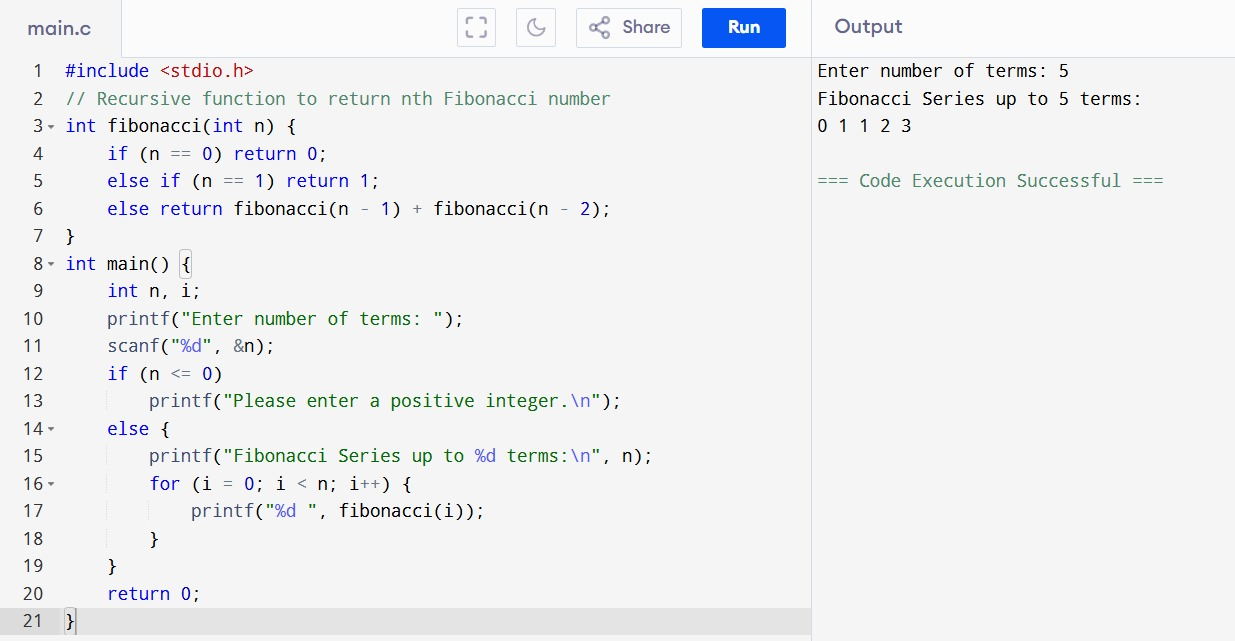 main.c
Share
Run
Output
1 #include <stdio.h>
2 // Recursive function to return nth Fibonacci number
3 int fibonacci(int n) {
4     if (n == 0) return 0;
5     else if (n == 1) return 1;
6     else return fibonacci(n - 1) + fibonacci(n - 2);
7 }
8 int main() {
9     int n, i;
10     printf("Enter number of terms: ");
11     scanf("%d", &n);
12     if (n <= 0)
13         printf("Please enter a positive integer.\n");
14     else {
15         printf("Fibonacci Series up to %d terms:\n", n);
16         for (i = 0; i < n; i++) {
17             printf("%d ", fibonacci(i));
18         }
19     }
20     return 0;
21 }
Enter number of terms: 5
Fibonacci Series up to 5 terms:
0 1 1 2 3
=== Code Execution Successful ===